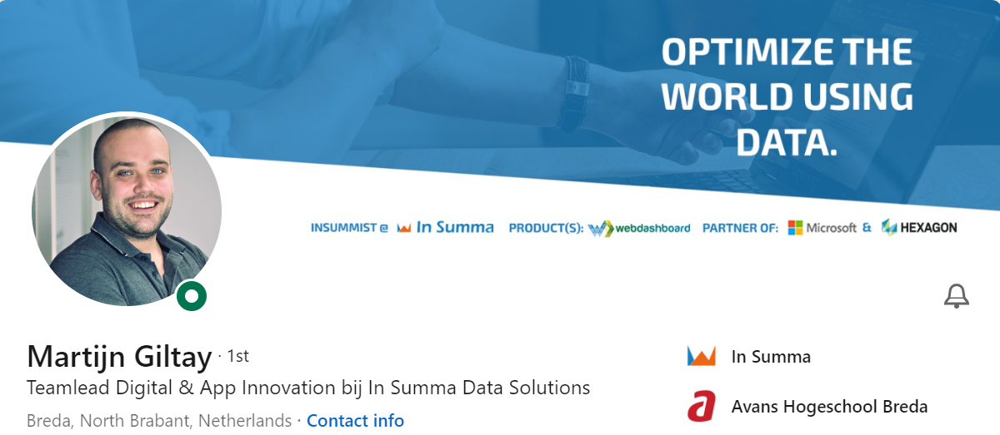 OPTIMIZE THE
WORLD USING
DATA.
INSUMMIST @ In Summa PRODUCT(S): webdashboard PARTNER OF: Microsoft & HEXAGON
Martijn Giltay · 1st
Teamlead Digital & App Innovation bij In Summa Data Solutions
Breda, North Brabant, Netherlands · Contact info
In Summa
Avans Hogeschool Breda